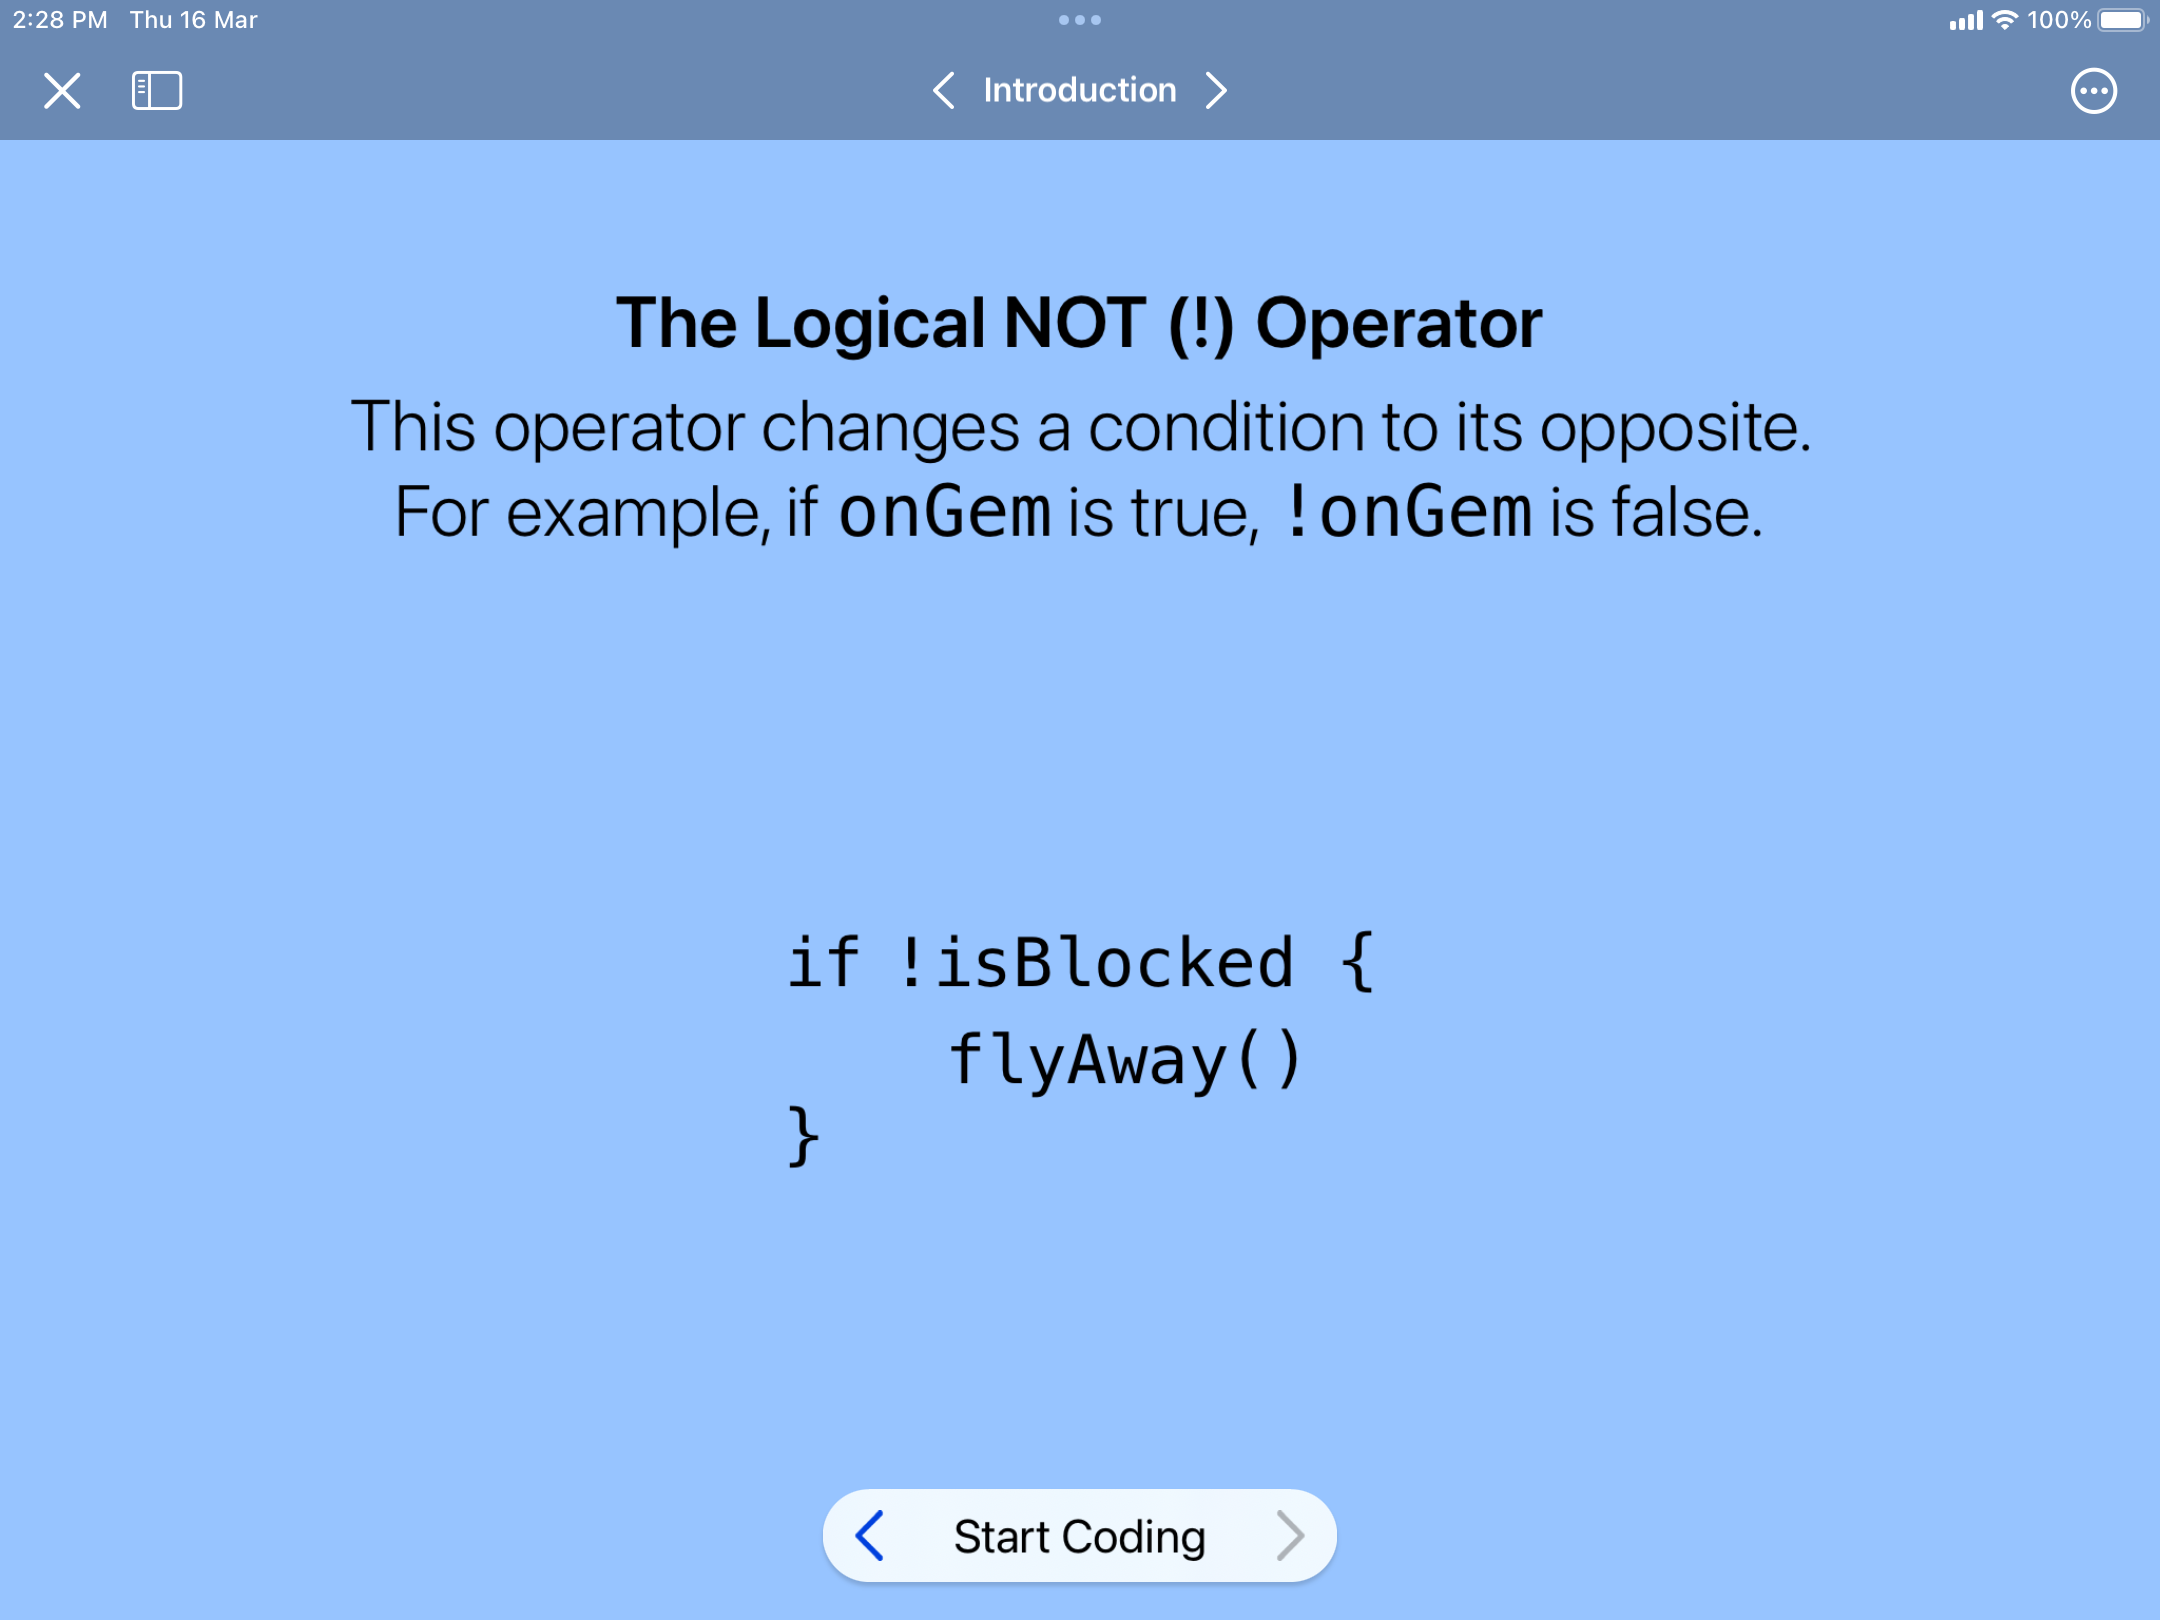 2:28 PM Thu 16 Mar 100%
Introduction
The Logical NOT (!) Operator
This operator changes a condition to its opposite.
For example, if onGem is true, !onGem is false.
if !isBlocked {
flyAway()
}
Start Coding